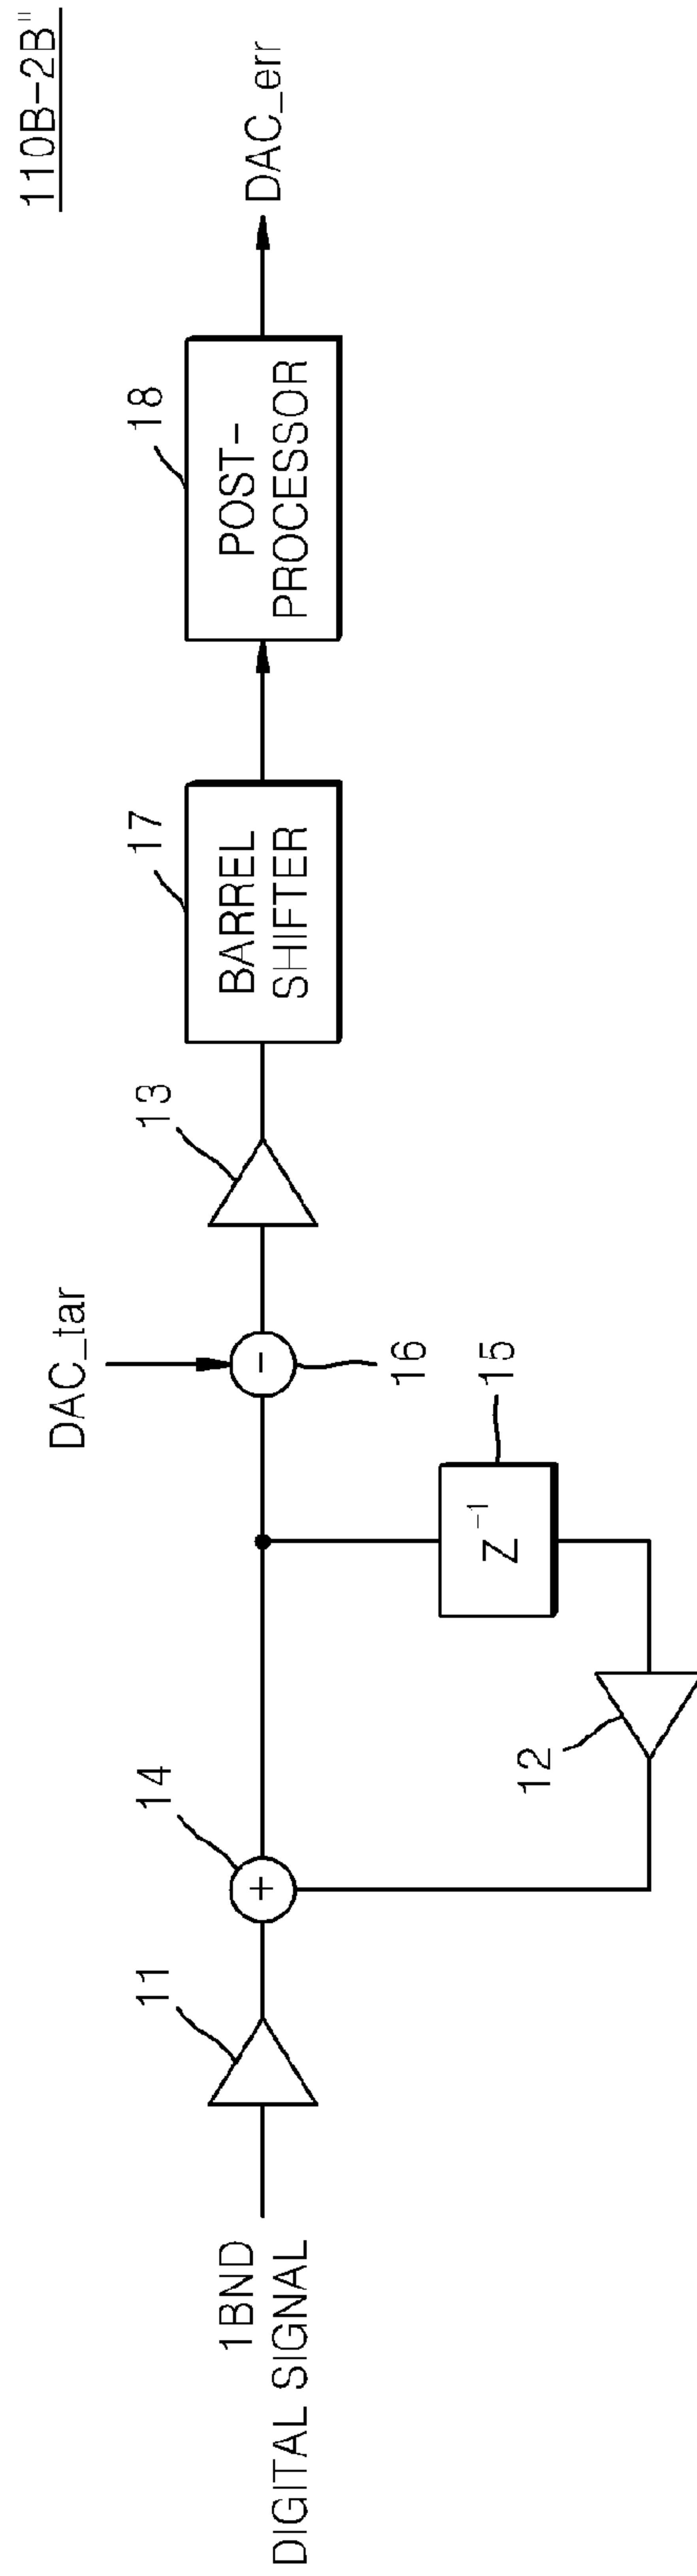 110B-2B"
1BND
DIGITAL SIGNAL
11
14
+
12
Z⁻¹
15
DAC_tar
-
16
13
17
BARREL
SHIFTER
18
POST-
PROCESSOR
DAC_err